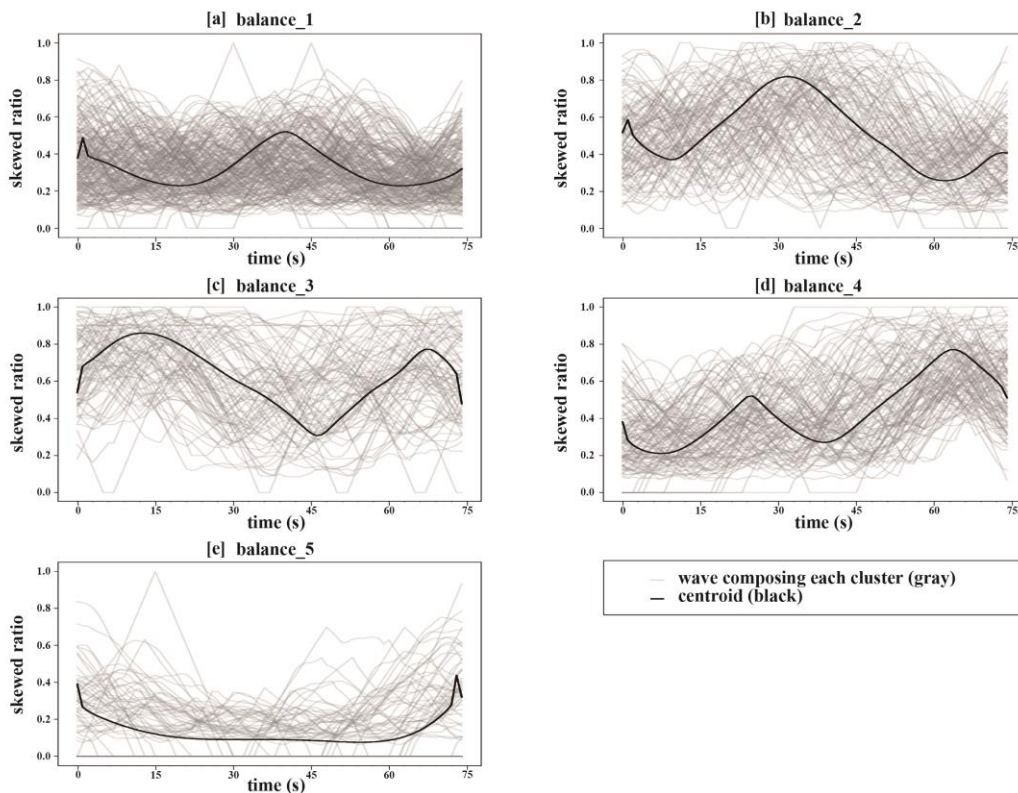 [a] balance_1
skewed ratio
1.0
0.8
0.6
0.4
0.2
0.0
0 15 30 45 60 75
time (s)
[b] balance_2
skewed ratio
1.0
0.8
0.6
0.4
0.2
0.0
0 15 30 45 60 75
time (s)
[c] balance_3
skewed ratio
1.0
0.8
0.6
0.4
0.2
0.0
0 15 30 45 60 75
time (s)
[d] balance_4
skewed ratio
1.0
0.8
0.6
0.4
0.2
0.0
0 15 30 45 60 75
time (s)
[e] balance_5
skewed ratio
1.0
0.8
0.6
0.4
0.2
0.0
0 15 30 45 60 75
time (s)
wave composing each cluster (gray)
centroid (black)